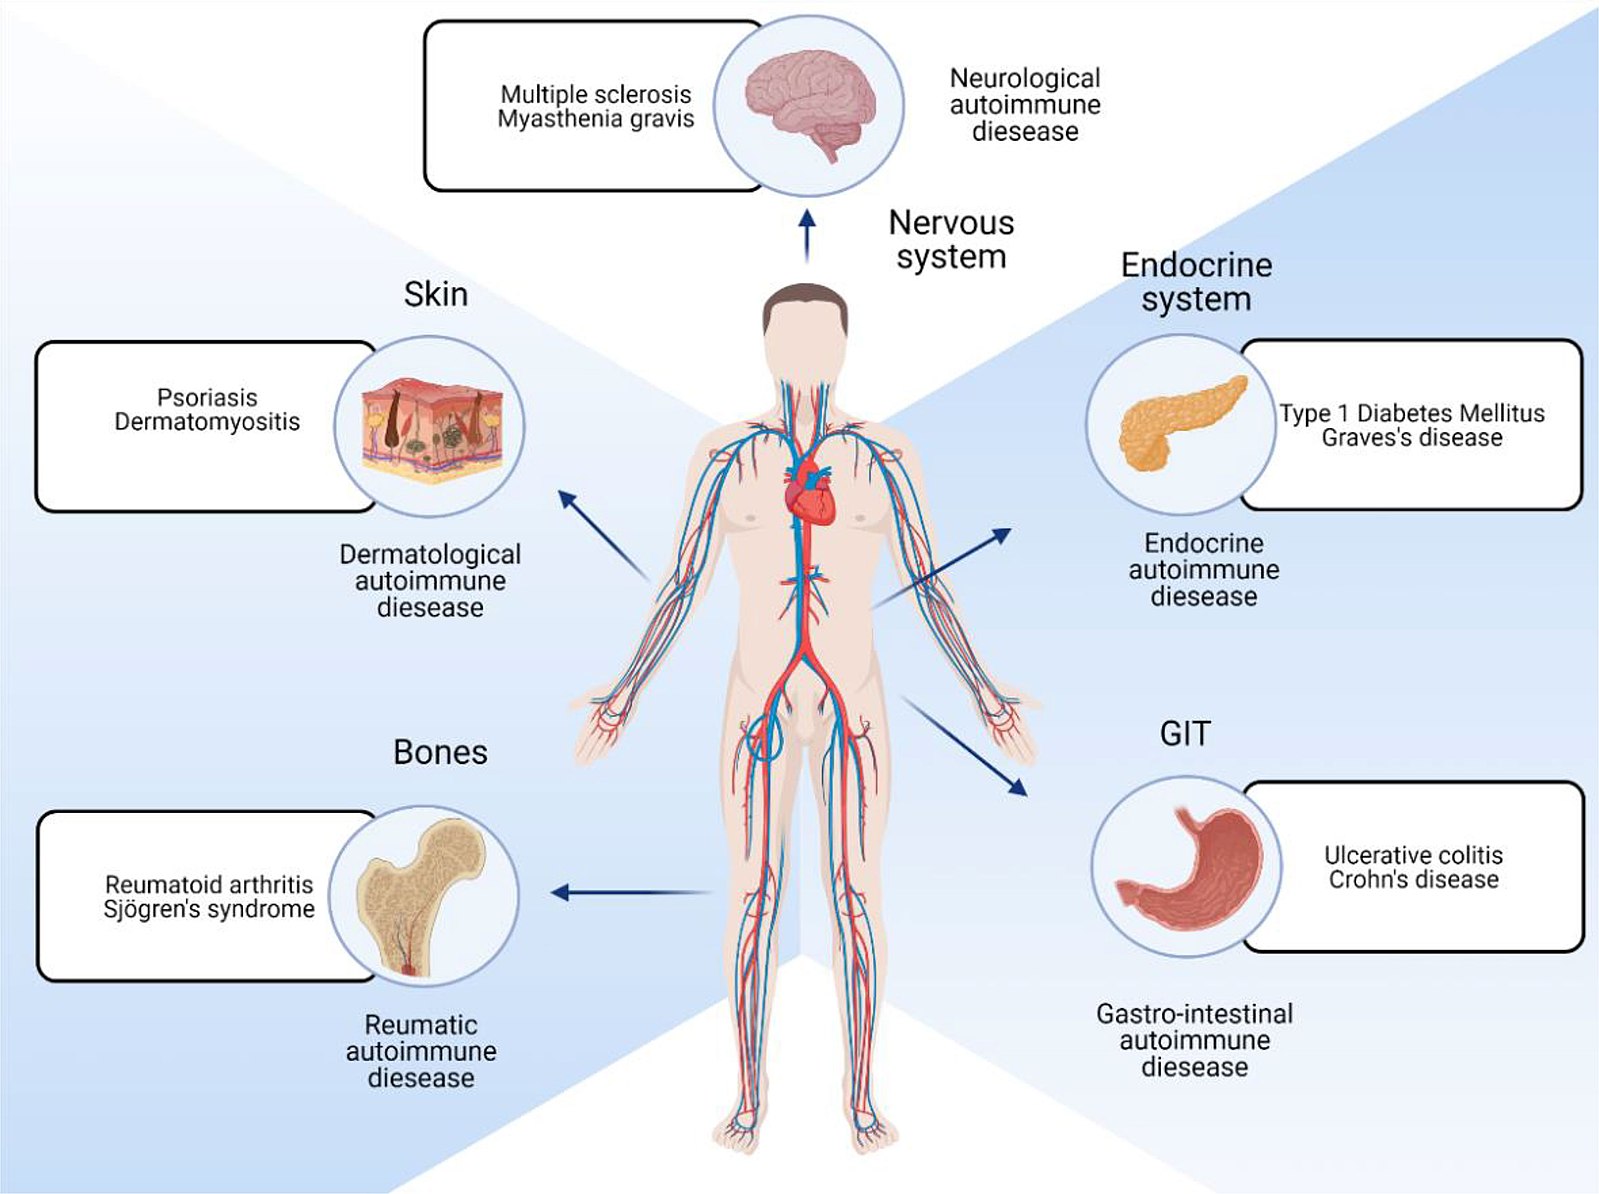 Multiple sclerosis
Myasthenia gravis
Neurological
autoimmune
diesease
Nervous
system
Skin
Psoriasis
Dermatomyositis
Dermatological
autoimmune
diesease
Endocrine
system
Type 1 Diabetes Mellitus
Graves's disease
Endocrine
autoimmune
diesease
Bones
Reumatoid arthritis
Sjögren's syndrome
Reumatic
autoimmune
diesease
GIT
Ulcerative colitis
Crohn's disease
Gastro-intestinal
autoimmune
diesease